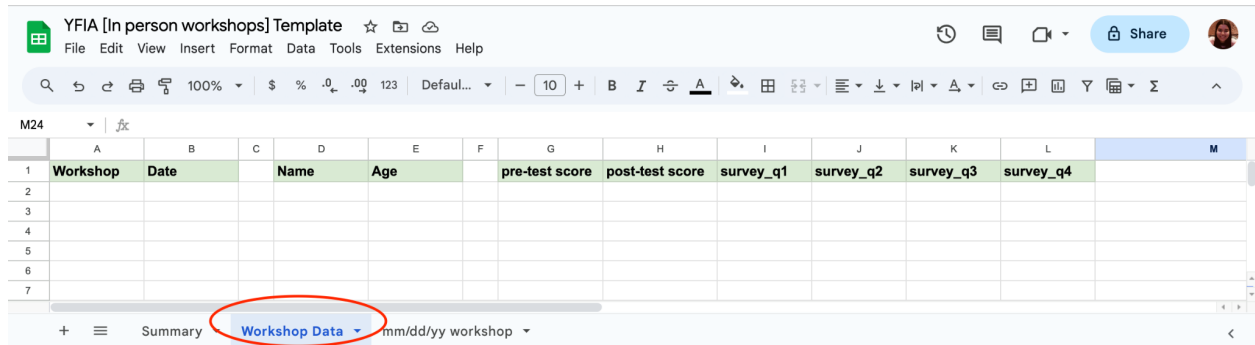 YFIA [In person workshops] Template
File Edit View Insert Format Data Tools Extensions Help
Share
100% $ % .0 .00 123 Defaul... − 10 + B I A Σ
M24 fx
A B C D E F G H I J K L M
1 Workshop Date Name Age pre-test score post-test score survey_q1 survey_q2 survey_q3 survey_q4
2
3
4
5
6
7
+ Summary Workshop Data mm/dd/yy workshop